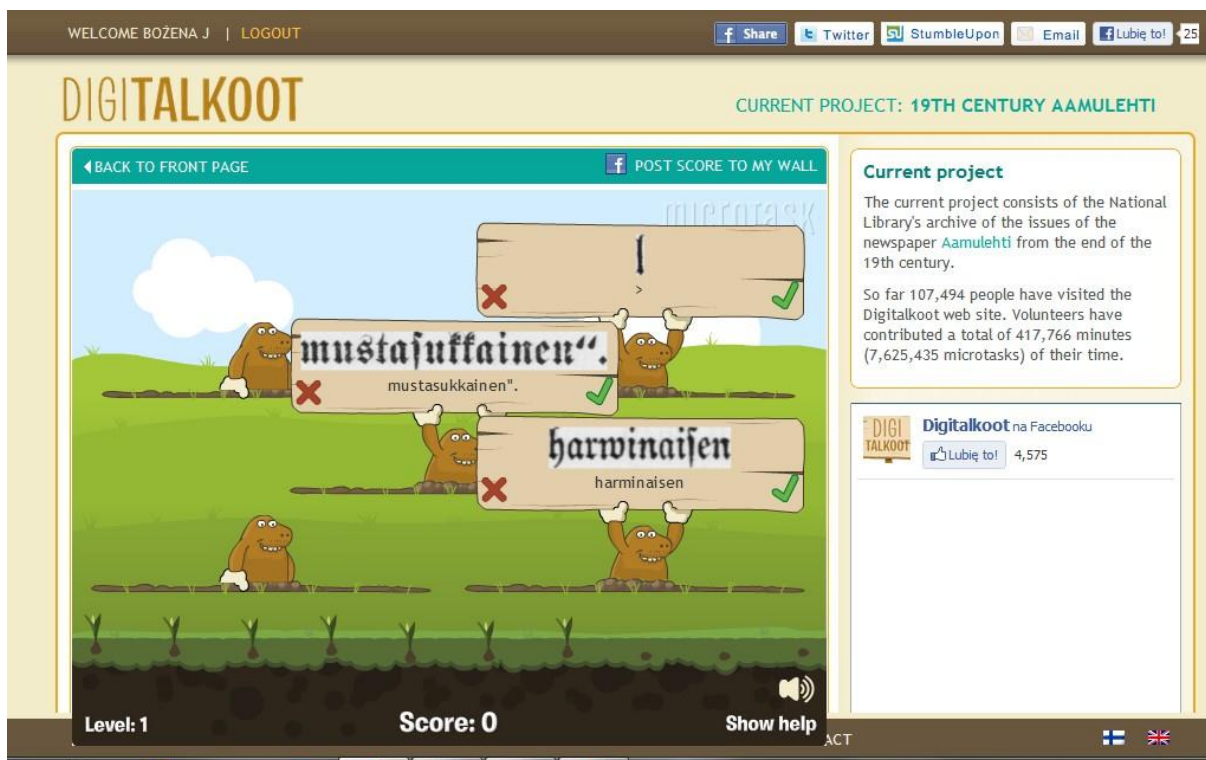 WELCOME BOŻENA J | LOGOUT
f Share
Twitter
StumbleUpon
Email
Lubię to! 25
DIGITALKOOT
CURRENT PROJECT: 19TH CENTURY AAMULEHTI
BACK TO FRONT PAGE
POST SCORE TO MY WALL
microtask
l
>
mustasukkainen“.
mustasukkainen".
harwinaisen
harminaisen
Level: 1
Score: 0
Show help
Current project
The current project consists of the National
Library's archive of the issues of the
newspaper Aamulehti from the end of the
19th century.
So far 107,494 people have visited the
Digitalkoot web site. Volunteers have
contributed a total of 417,766 minutes
(7,625,435 microtasks) of their time.
DIGI
TALKOOT
Digitalkoot na Facebooku
Lubię to! 4,575
ACT